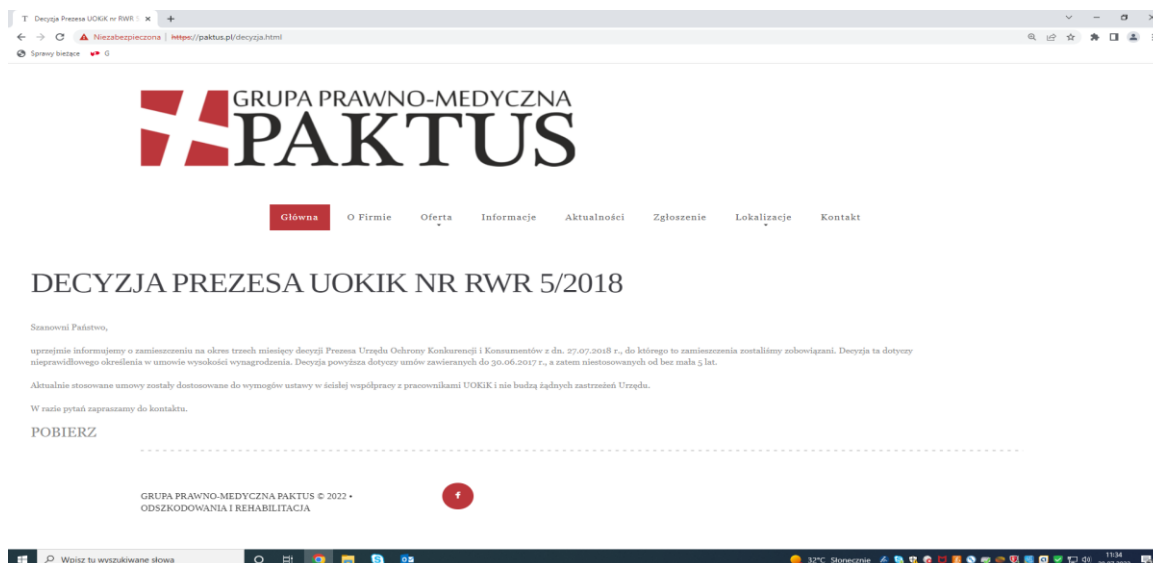 Decyzja Prezesa UOKiK nr RWR 5
Niezabezpieczona | https://paktus.pl/decyzja.html
Sprawy bieżące G
GRUPA PRAWNO-MEDYCZNA
PAKTUS
Główna O Firmie Oferta Informacje Aktualności Zgłoszenie Lokalizacje Kontakt
DECYZJA PREZESA UOKIK NR RWR 5/2018
Szanowni Państwo,
uprzejmie informujemy o zamieszczeniu na okres trzech miesięcy decyzji Prezesa Urzędu Ochrony Konkurencji i Konsumentów z dn. 27.07.2018 r., do którego to zamieszczenia zostaliśmy zobowiązani. Decyzja ta dotyczy
nieprawidłowego określenia w umowie wysokości wynagrodzenia. Decyzja powyższa dotyczy umów zawieranych do 30.06.2017 r., a zatem niestosowanych od bez mała 5 lat.
Aktualnie stosowane umowy zostały dostosowane do wymogów ustawy w ścisłej współpracy z pracownikami UOKiK i nie budzą żadnych zastrzeżeń Urzędu.
W razie pytań zapraszamy do kontaktu.
POBIERZ
GRUPA PRAWNO-MEDYCZNA PAKTUS © 2022 •
ODSZKODOWANIA I REHABILITACJA
Wpisz tu wyszukiwane słowa
32°C Słonecznie
11:34